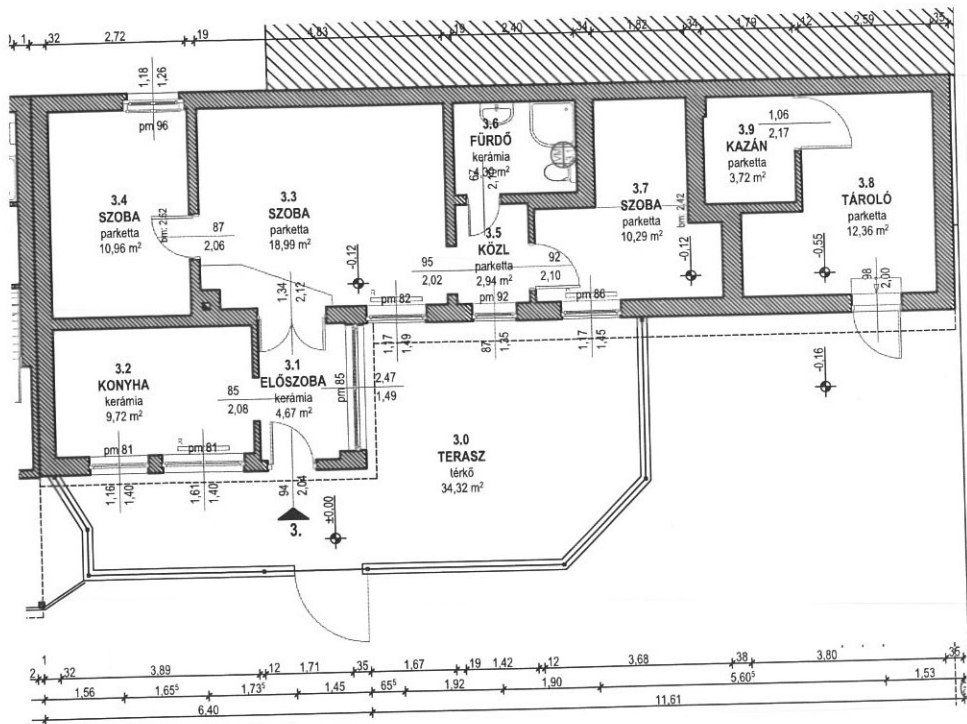 32 2,72 19 4,83 19 2,40 34 1,82 34 1,79 12 2,59 35
1,18
1,26
pm 96
3.4
SZOBA
parketta
10,96 m²
bm: 2.52
87
2,06
3.3
SZOBA
parketta
18,99 m²
-0,12
1,34
2,12
3.6
FÜRDŐ
kerámia
3.5
KÖZL
parketta
2,94 m²
95
2,02
92
2,10
3.7
SZOBA
parketta
10,29 m²
bm: 2,42
-0,12
3.9
KAZÁN
parketta
3,72 m²
1,06
2,17
3.8
TÁROLÓ
parketta
12,36 m²
-0,55
98
2,00
pm 82
pm 92
pm 86
1,17
1,49
87
1,35
1,17
1,45
-0,16
3.2
KONYHA
kerámia
9,72 m²
85
2,08
3.1
ELŐSZOBA
kerámia
4,67 m²
pm 85
2,47
1,49
pm 81
pm 81
1,16
1,40
1,61
1,40
94
2,04
3.
±0,00
3.0
TERASZ
térkő
34,32 m²
2 1 32 3,89 12 1,71 35 1,67 19 1,42 12 3,68 38 3,80 35
1,56 1,65⁵ 1,73⁵ 1,45 65⁵ 1,92 1,90 5,60⁵ 1,53
6,40 11,61